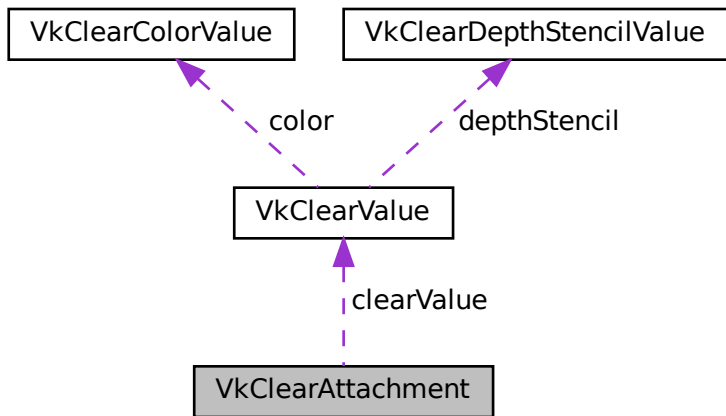 VkClearColorValue
VkClearDepthStencilValue
color
depthStencil
VkClearValue
clearValue
VkClearAttachment